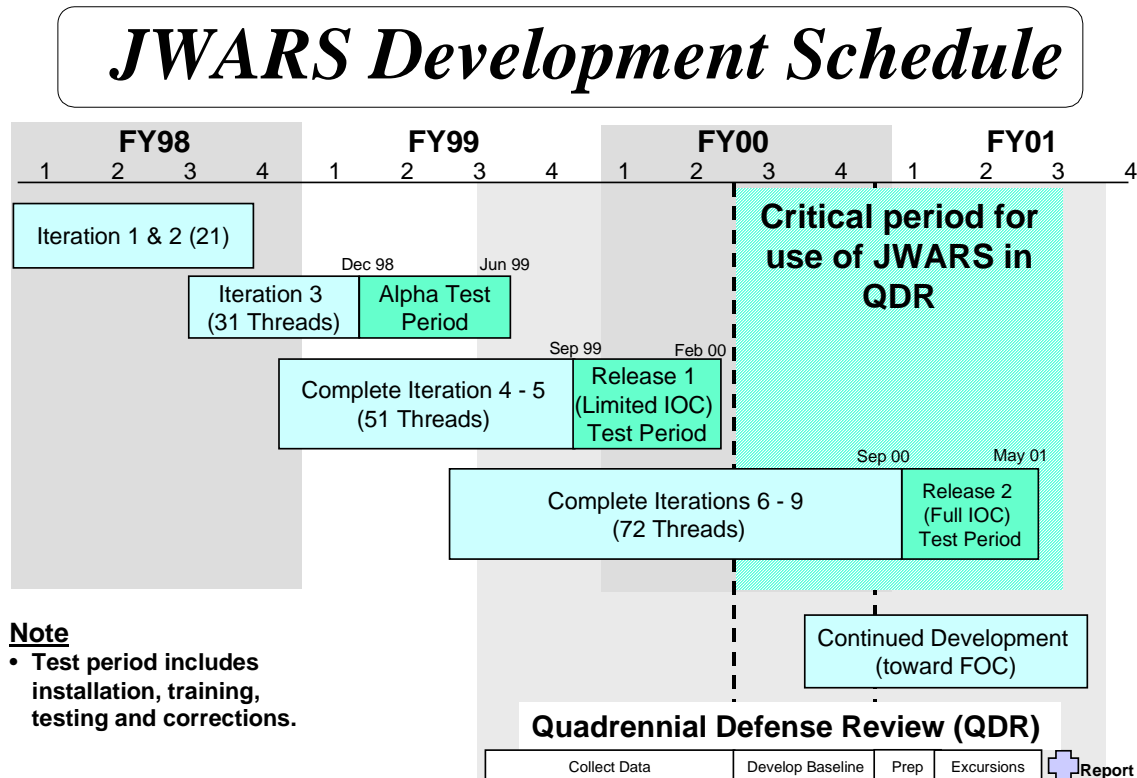 JWARS Development Schedule
FY98 FY99 FY00 FY01
1 2 3 4 1 2 3 4 1 2 3 4 1 2 3 4
Iteration 1 & 2 (21)
Critical period for
use of JWARS in
QDR
Dec 98 Jun 99
Iteration 3
(31 Threads)
Alpha Test
Period
Sep 99 Feb 00
Complete Iteration 4 - 5
(51 Threads)
Release 1
(Limited IOC)
Test Period
Sep 00 May 01
Complete Iterations 6 - 9
(72 Threads)
Release 2
(Full IOC)
Test Period
Continued Development
(toward FOC)
Note
• Test period includes
installation, training,
testing and corrections.
Quadrennial Defense Review (QDR)
Collect Data Develop Baseline Prep Excursions Report